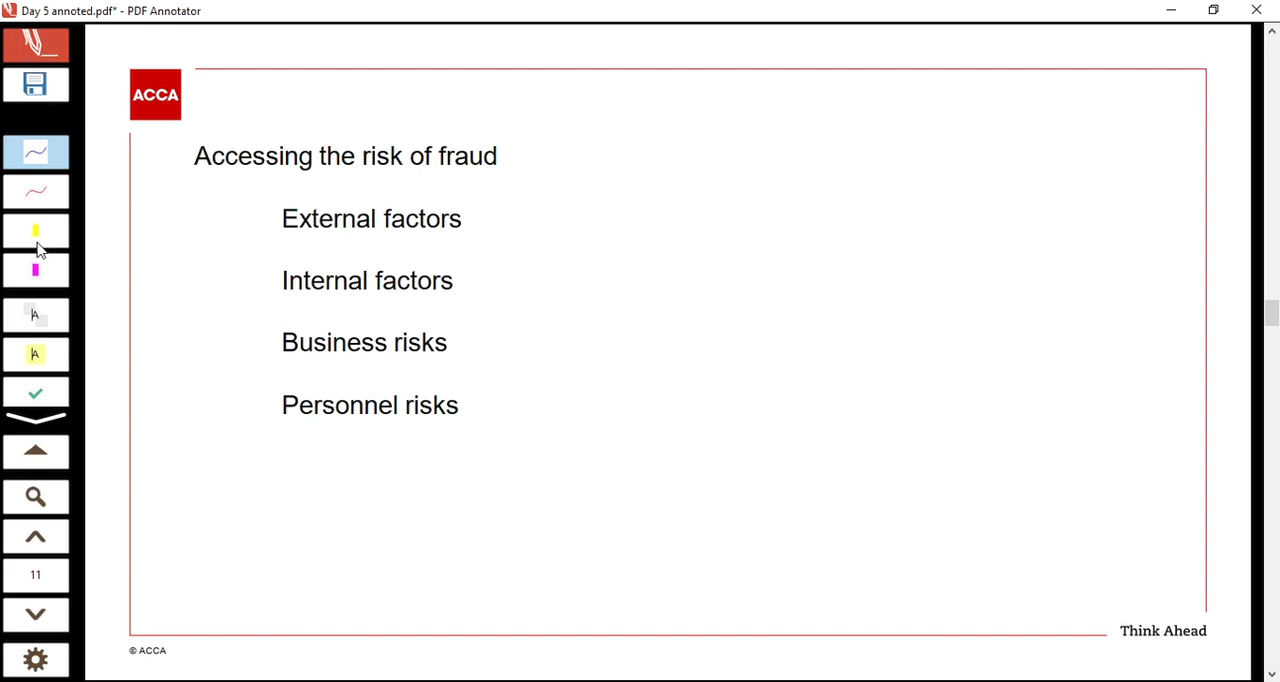 Day 5 annoted.pdf* - PDF Annotator
ACCA
Accessing the risk of fraud
External factors
Internal factors
Business risks
Personnel risks
A
A
11
Think Ahead
© ACCA